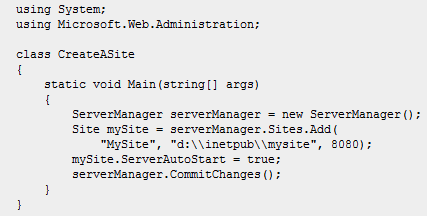 using System;
using Microsoft.Web.Administration;
class CreateASite
{
static void Main(string[] args)
{
ServerManager serverManager = new ServerManager();
Site mySite = serverManager.Sites.Add(
"MySite", "d:\\inetpub\\mysite", 8080);
mySite.ServerAutoStart = true;
serverManager.CommitChanges();
}
}